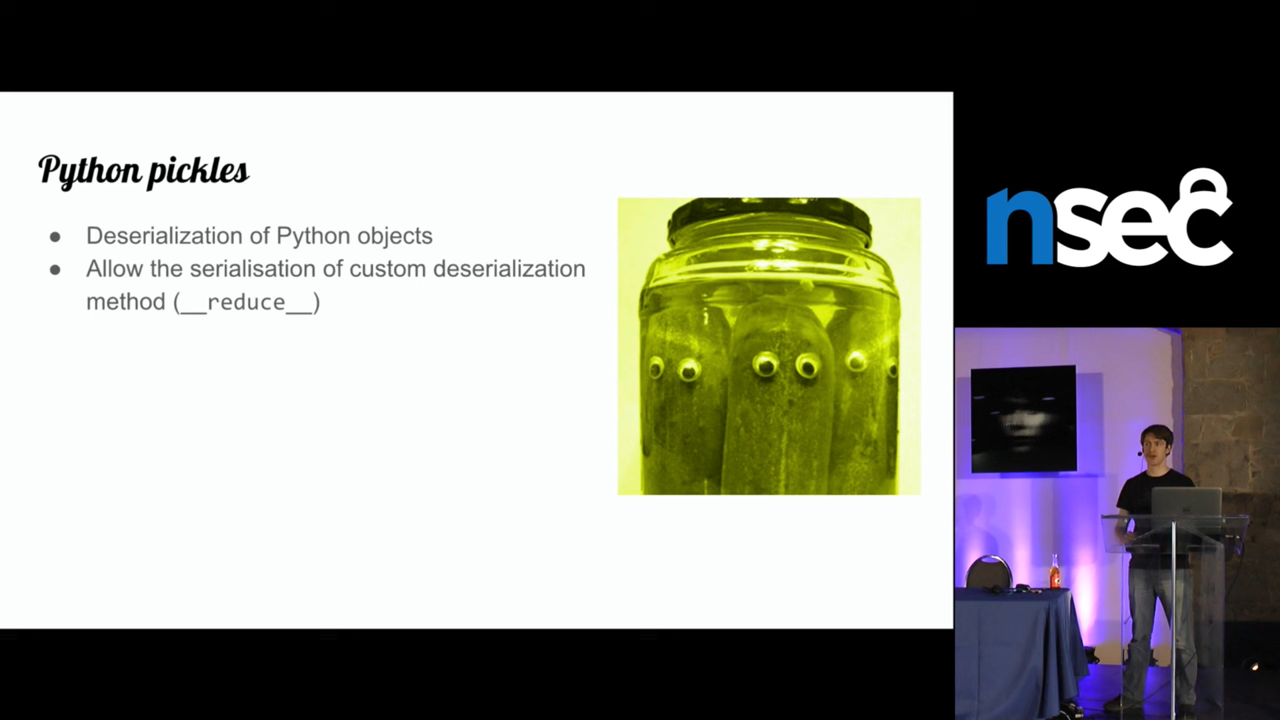 Python pickles
● Deserialization of Python objects
● Allow the serialisation of custom deserialization
method (__reduce__)
nsec